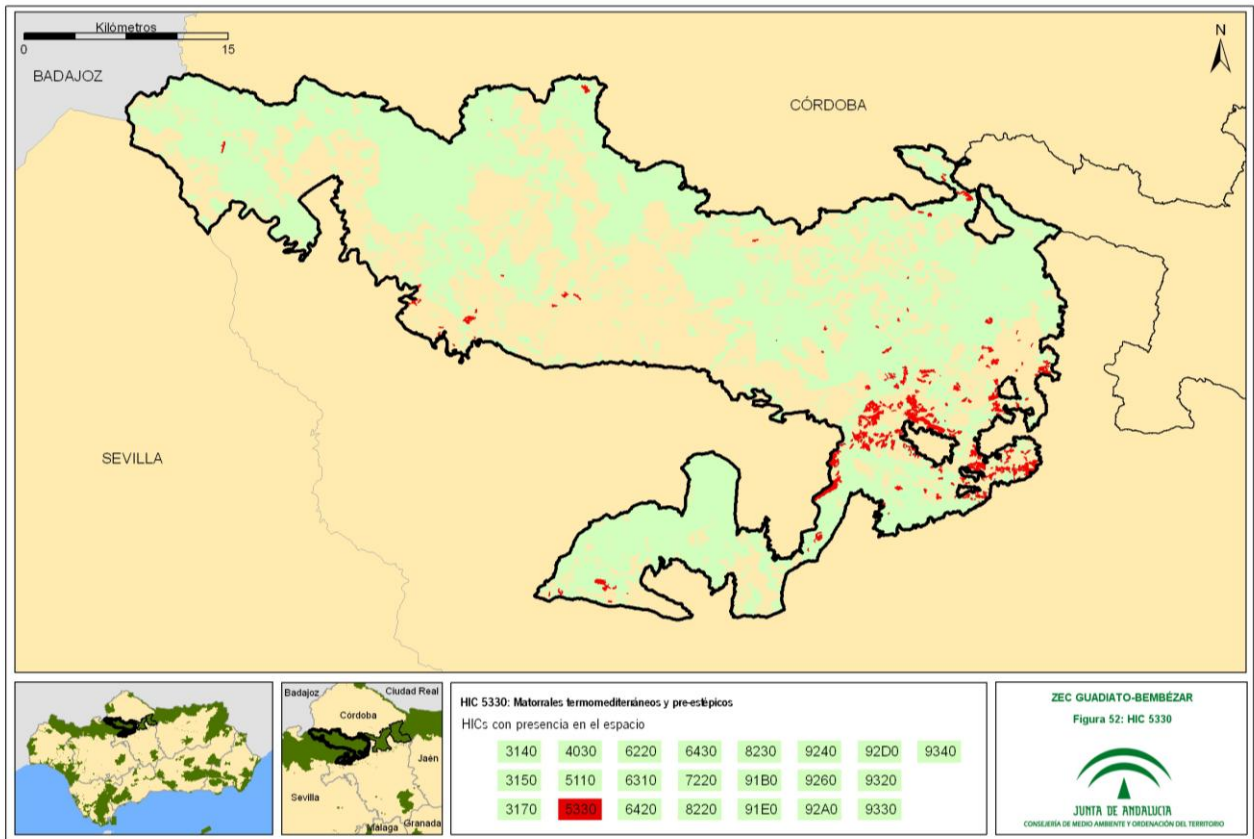 Kilómetros
0 15
N
BADAJOZ
CÓRDOBA
SEVILLA
Badajoz
Ciudad Real
Córdoba
Jaén
Sevilla
Málaga
Granada
HIC 5330: Matorrales termomediterráneos y pre-estépicos
HICs con presencia en el espacio
3140 4030 6220 6430 8230 9240 92D0 9340
3150 5110 6310 7220 91B0 9260 9320
3170 5330 6420 8220 91E0 92A0 9330
ZEC GUADIATO-BEMBÉZAR
Figura 52: HIC 5330
JUNTA DE ANDALUCIA
CONSEJERÍA DE MEDIO AMBIENTE Y ORDENACIÓN DEL TERRITORIO